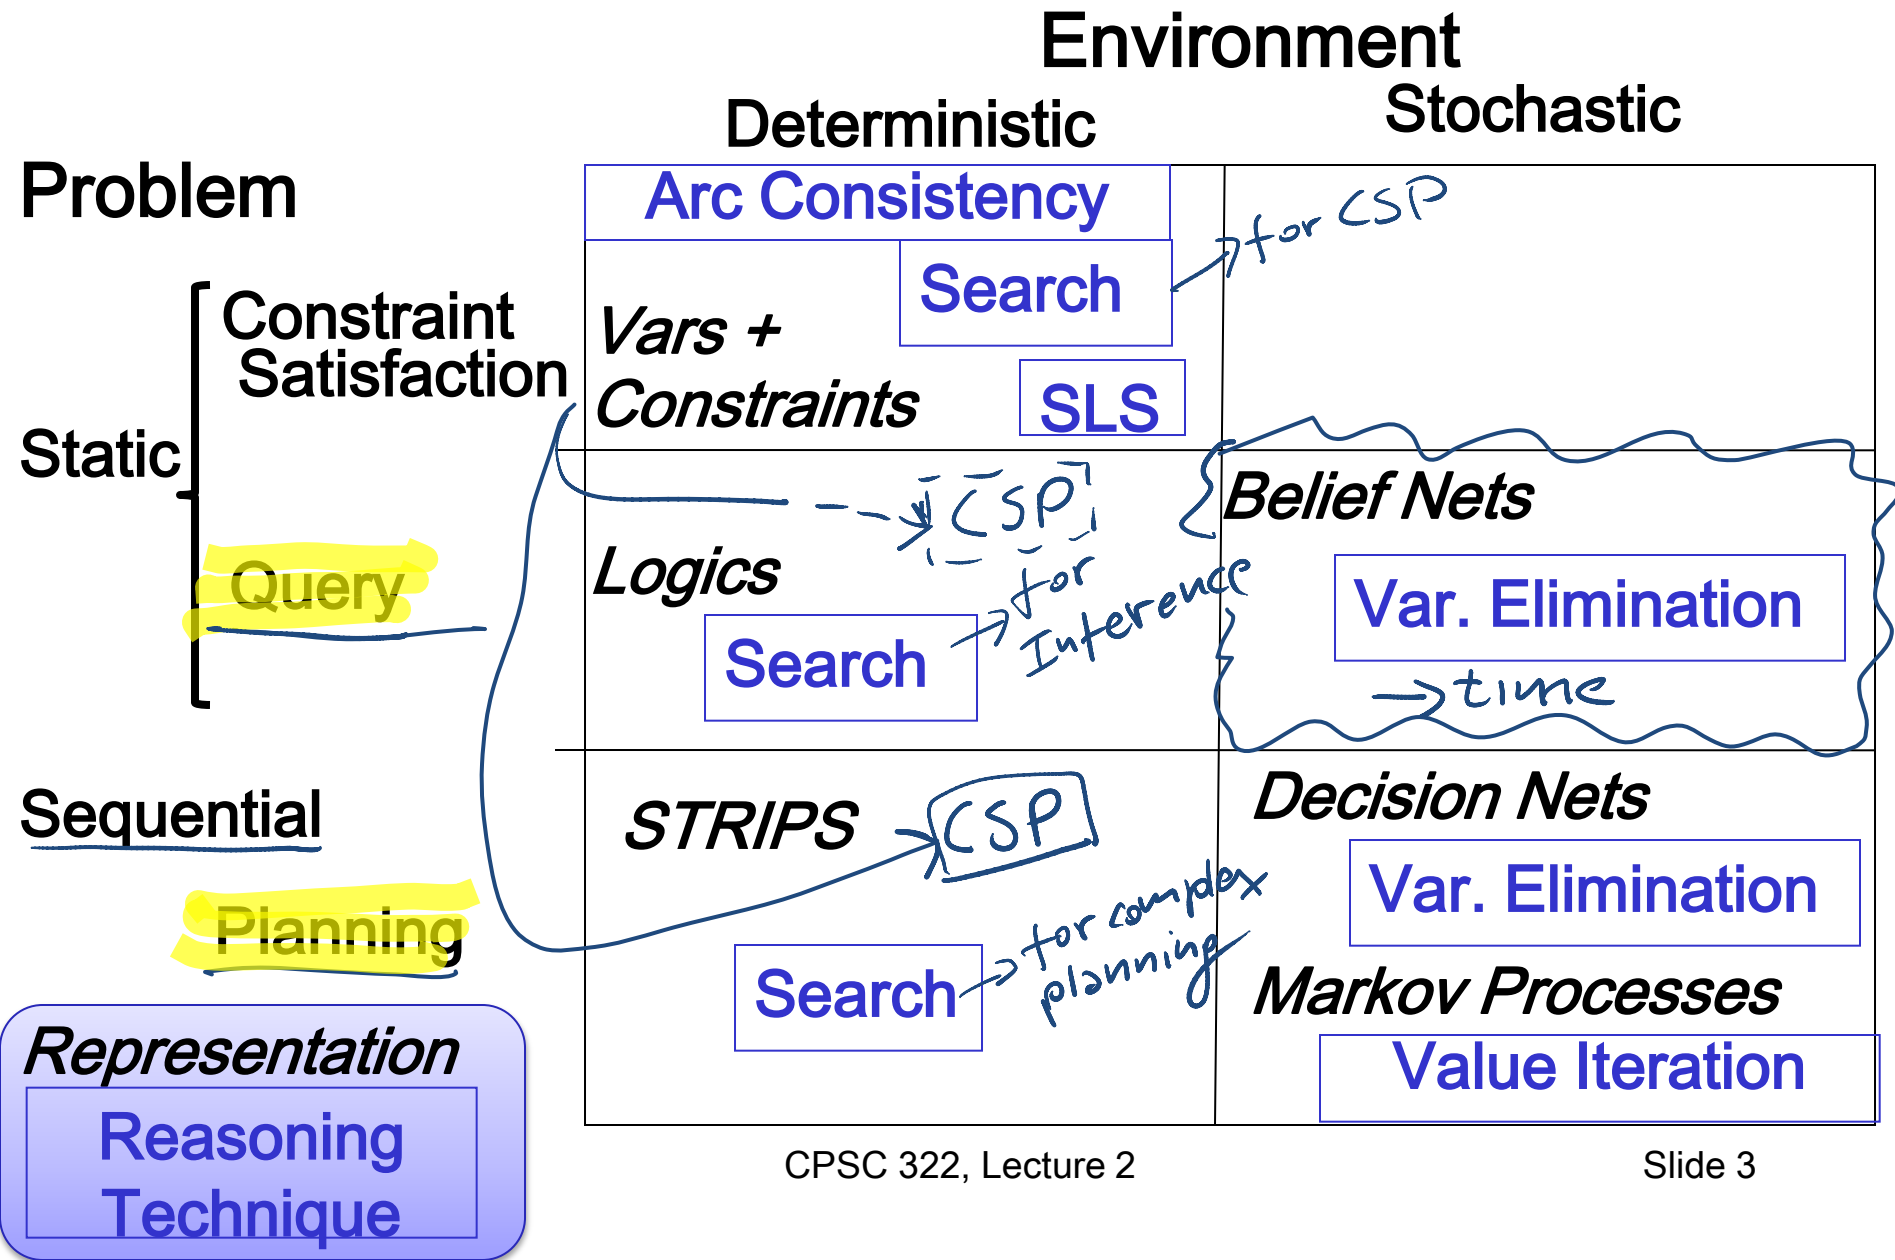 Environment
Deterministic
Stochastic
Problem
Arc Consistency
for CSP
Search
Constraint
Satisfaction
Vars +
Constraints
SLS
Static
CSP
Belief Nets
Query
Logics
for
Inference
Var. Elimination
Search
time
Sequential
STRIPS
CSP
Decision Nets
Var. Elimination
Planning
for complex
planning
Search
Markov Processes
Value Iteration
Representation
Reasoning
Technique
CPSC 322, Lecture 2
Slide 3